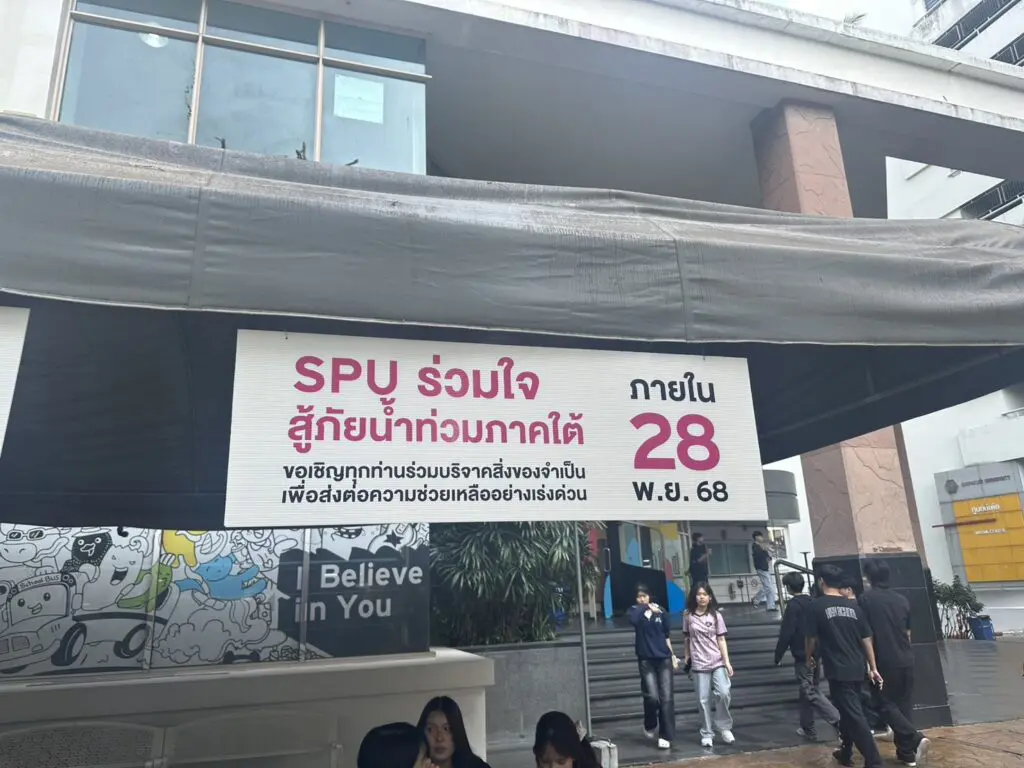 SPU ร่วมใจ
สู้ภัยน้ำท่วมภาคใต้
ขอเชิญทุกท่านร่วมบริจาคสิ่งของจำเป็น
เพื่อส่งต่อความช่วยเหลืออย่างเร่งด่วน
ภายใน
28
พ.ย. 68
School Bus
I Believe
in You